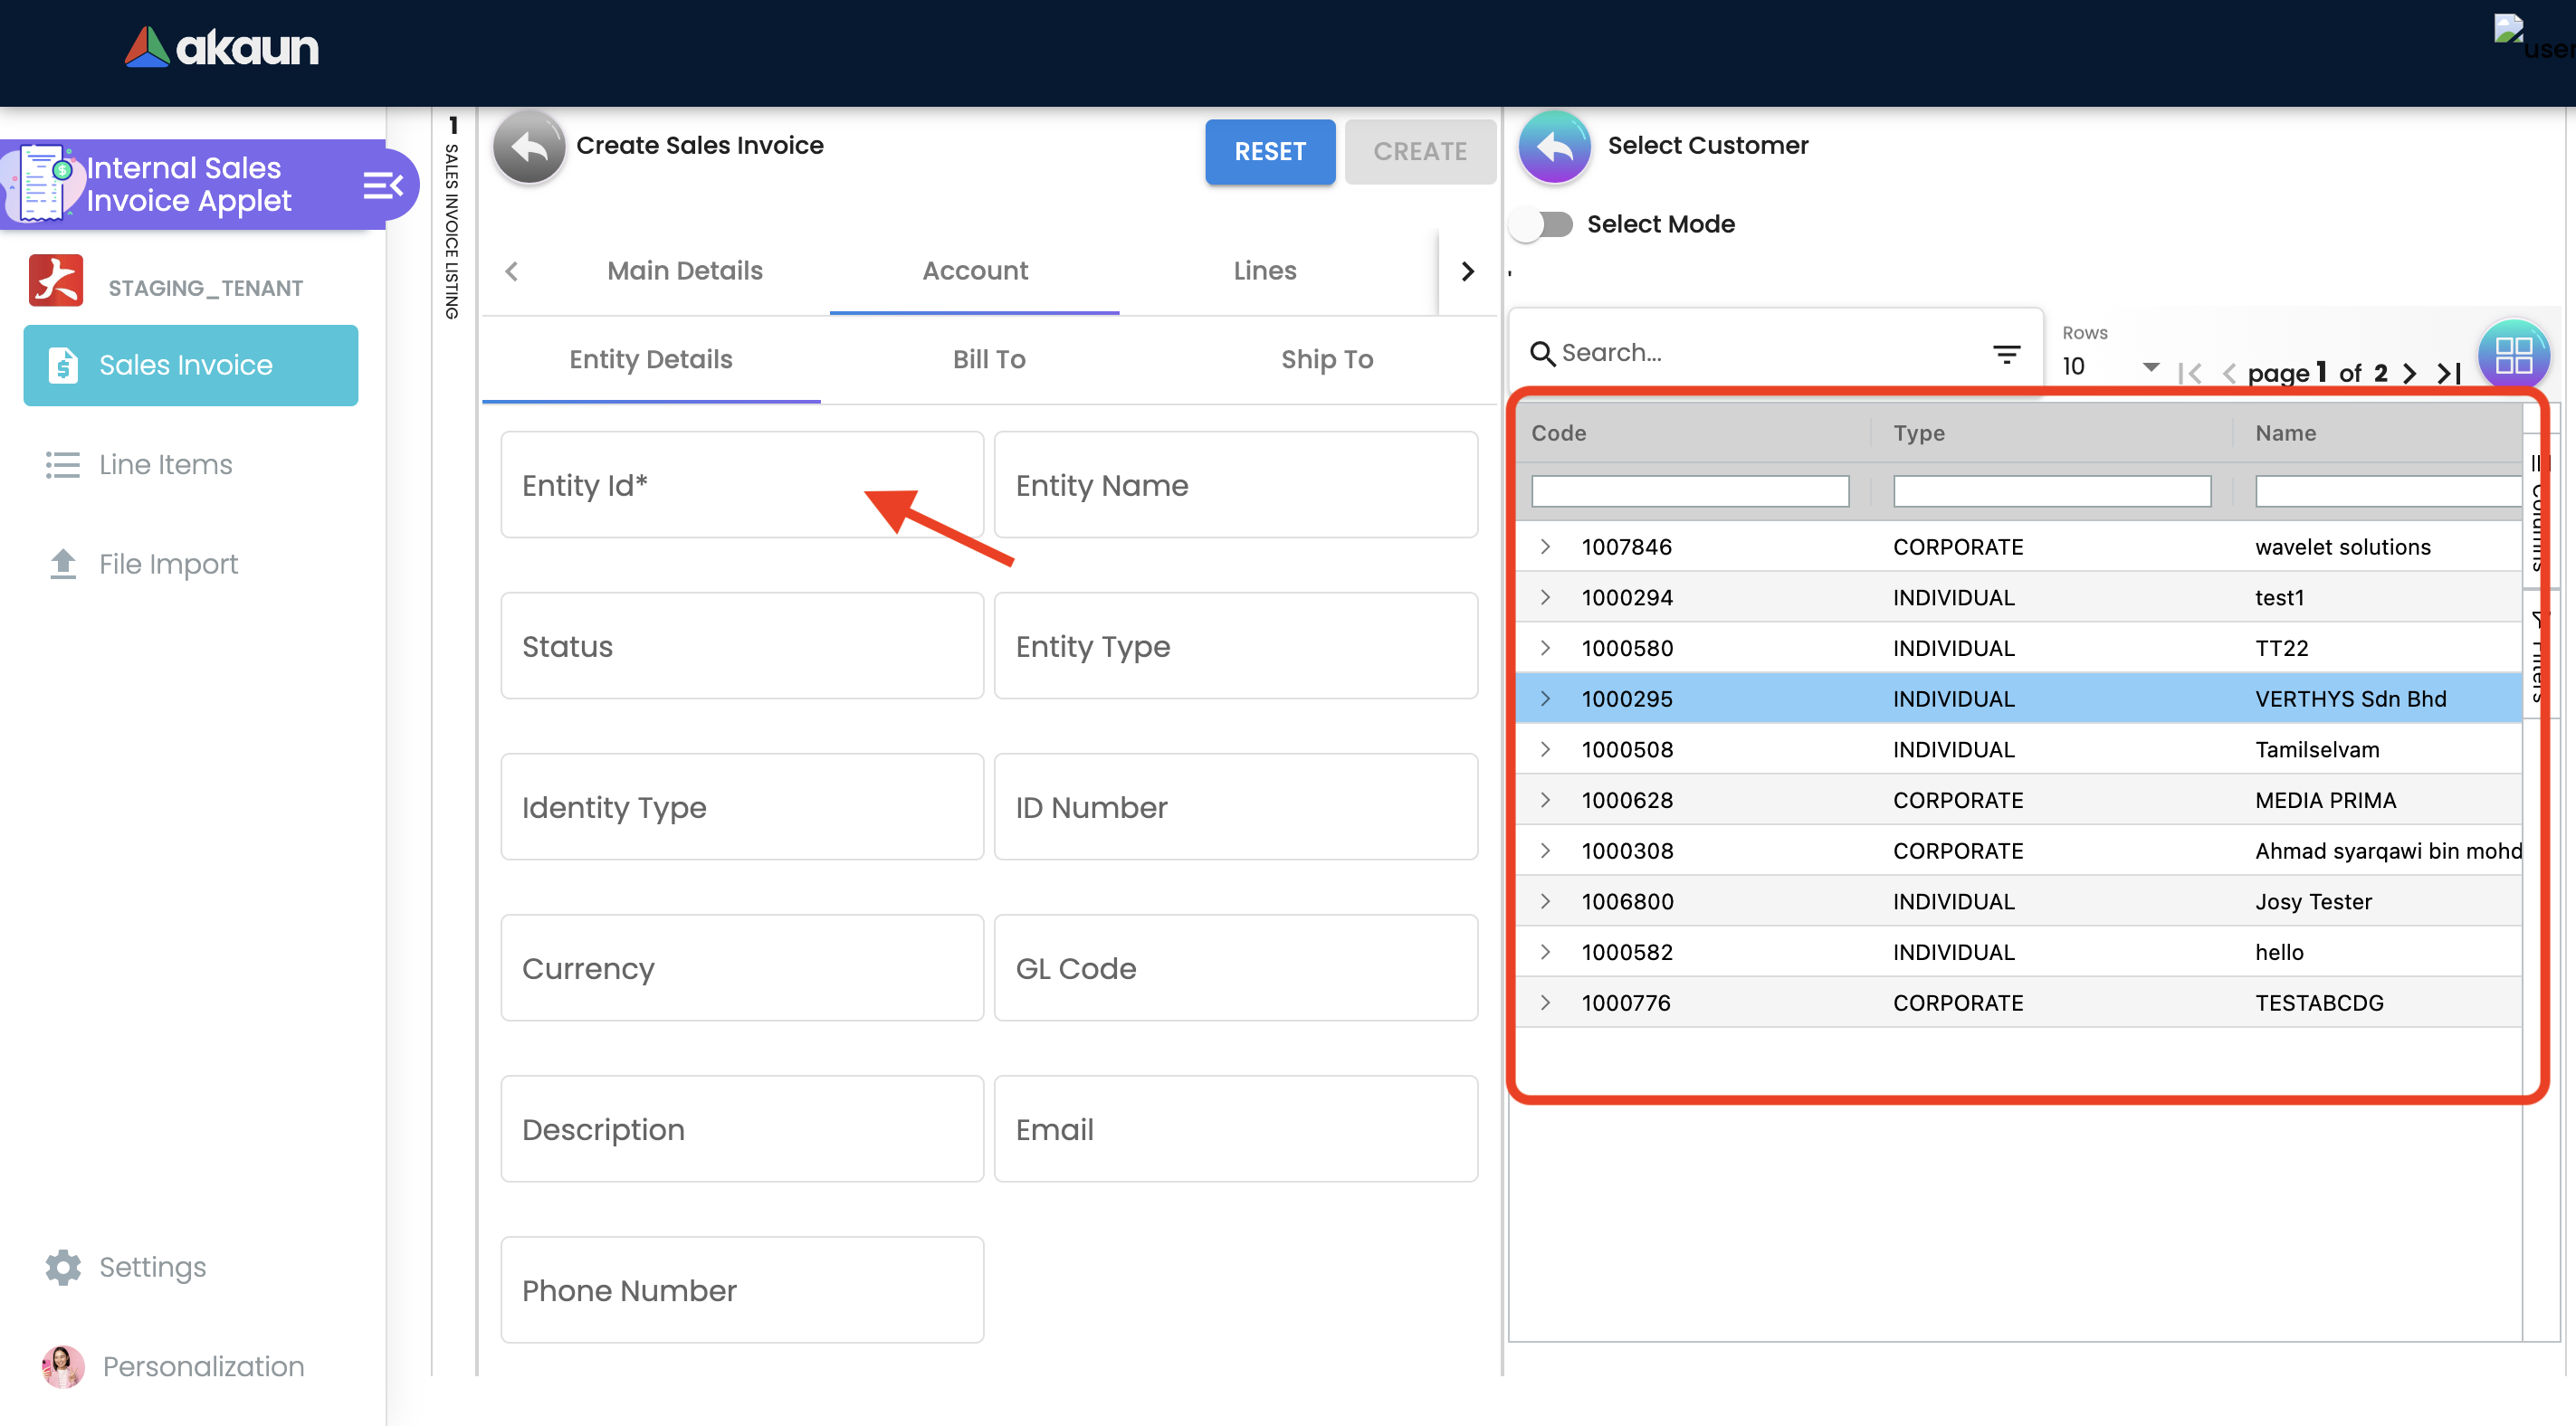 akaun
user
Internal Sales
Invoice Applet
STAGING_TENANT
Sales Invoice
Line Items
File Import
Settings
Personalization
1 SALES INVOICE LISTING
Create Sales Invoice
RESET
CREATE
Main Details
Account
Lines
Entity Details
Bill To
Ship To
Entity Id*
Entity Name
Status
Entity Type
Identity Type
ID Number
Currency
GL Code
Description
Email
Phone Number
Select Customer
Select Mode
Search...
Rows
10
page 1 of 2
Code Type Name
1007846 CORPORATE wavelet solutions
1000294 INDIVIDUAL test1
1000580 INDIVIDUAL TT22
1000295 INDIVIDUAL VERTHYS Sdn Bhd
1000508 INDIVIDUAL Tamilselvam
1000628 CORPORATE MEDIA PRIMA
1000308 CORPORATE Ahmad syarqawi bin mohd
1006800 INDIVIDUAL Josy Tester
1000582 INDIVIDUAL hello
1000776 CORPORATE TESTABCDG
Columns
Filters